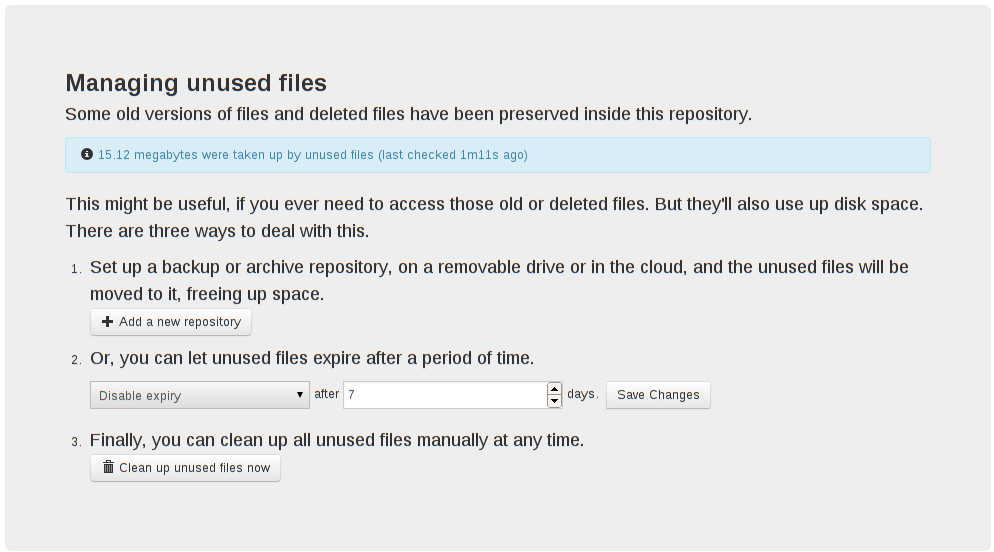 Managing unused files
Some old versions of files and deleted files have been preserved inside this repository.
15.12 megabytes were taken up by unused files (last checked 1m11s ago)
This might be useful, if you ever need to access those old or deleted files. But they'll also use up disk space.
There are three ways to deal with this.
1. Set up a backup or archive repository, on a removable drive or in the cloud, and the unused files will be
moved to it, freeing up space.
Add a new repository
2. Or, you can let unused files expire after a period of time.
Disable expiry after 7 days. Save Changes
3. Finally, you can clean up all unused files manually at any time.
Clean up unused files now